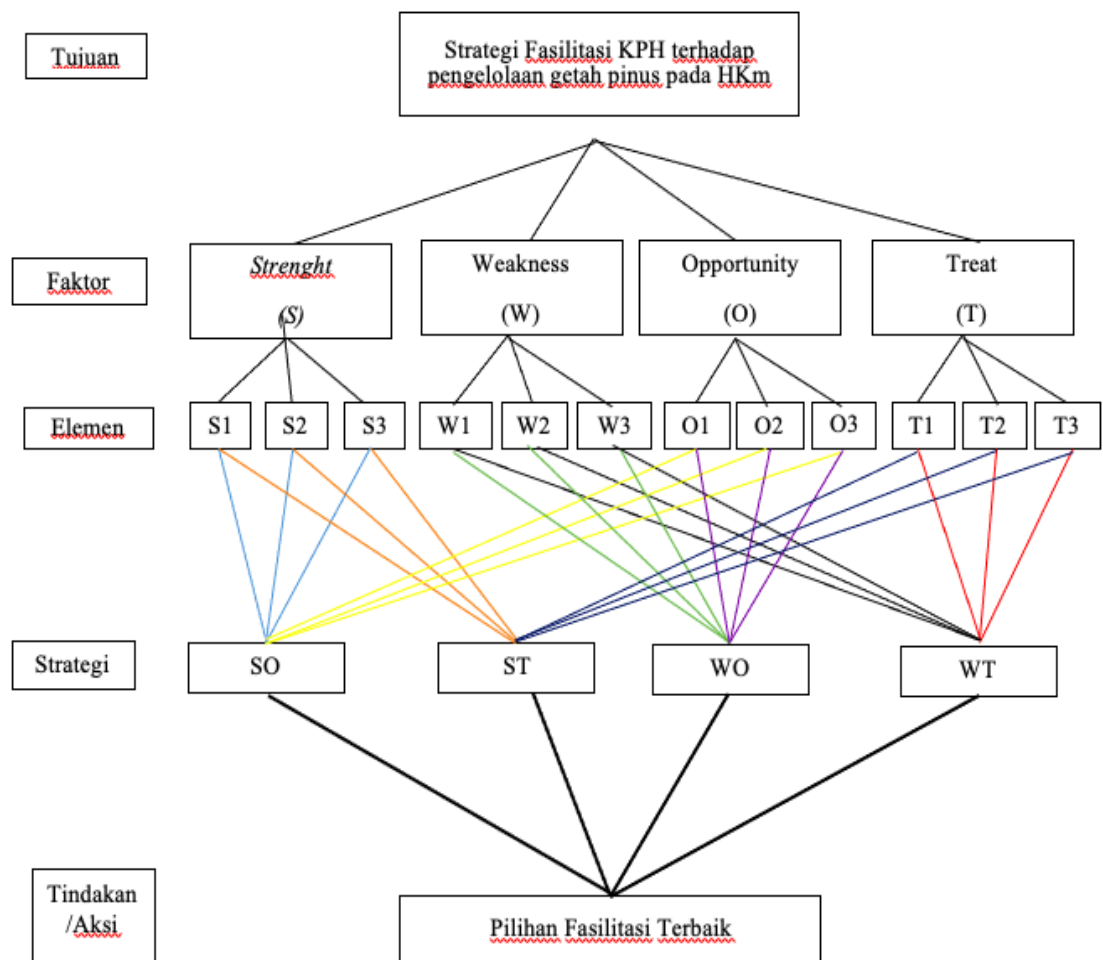 Tujuan
Strategi Fasilitasi KPH terhadap
pengelolaan getah pinus pada HKm
Faktor
Strenght
(S)
Weakness
(W)
Opportunity
(O)
Treat
(T)
Elemen
S1
S2
S3
W1
W2
W3
O1
O2
O3
T1
T2
T3
Strategi
SO
ST
WO
WT
Tindakan
/Aksi
Pilihan Fasilitasi Terbaik